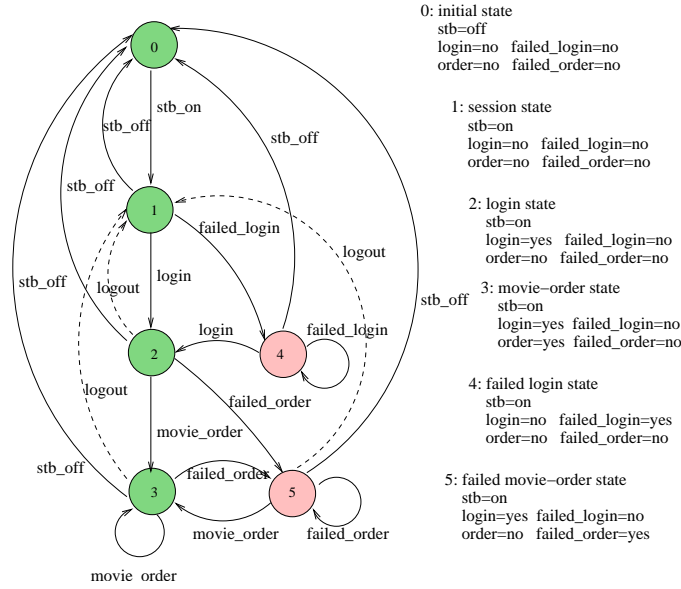 0: initial state
stb=off
login=no failed_login=no
order=no failed_order=no
1: session state
stb=on
login=no failed_login=no
order=no failed_order=no
2: login state
stb=on
login=yes failed_login=no
order=no failed_order=no
3: movie−order state
stb=on
login=yes failed_login=no
order=yes failed_order=no
4: failed login state
stb=on
login=no failed_login=yes
order=no failed_order=no
5: failed movie−order state
stb=on
login=yes failed_login=no
order=no failed_order=yes
0
stb_on
stb_off
stb_off
stb_off
1
failed_login
logout
login
logout
stb_off
stb_off
login
failed_login
2
4
logout
failed_order
movie_order
stb_off
failed_order
3
5
movie_order
failed_order
movie_order